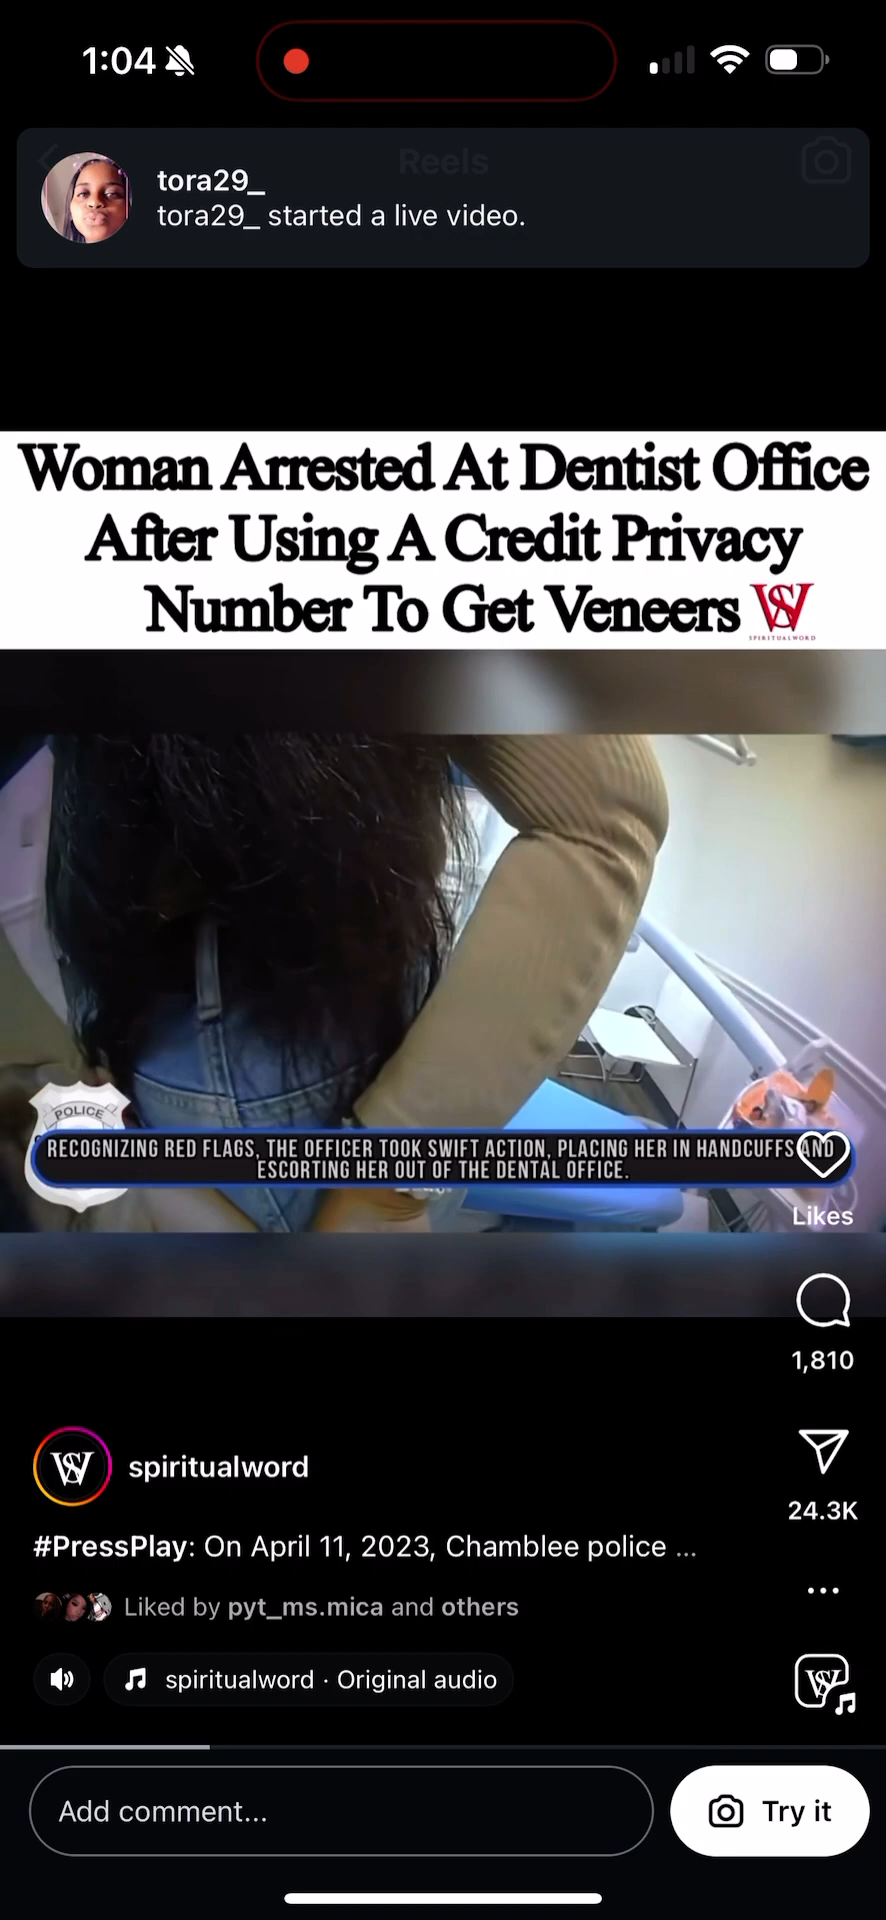 1:04
Reels
tora29_
tora29_ started a live video.
Woman Arrested At Dentist Office
After Using A Credit Privacy
Number To Get Veneers
SPIRITUALWORD
POLICE
RECOGNIZING RED FLAGS, THE OFFICER TOOK SWIFT ACTION, PLACING HER IN HANDCUFFS AND
ESCORTING HER OUT OF THE DENTAL OFFICE.
Likes
1,810
spiritualword
24.3K
#PressPlay: On April 11, 2023, Chamblee police ...
Liked by pyt_ms.mica and others
spiritualword · Original audio
Add comment...
Try it